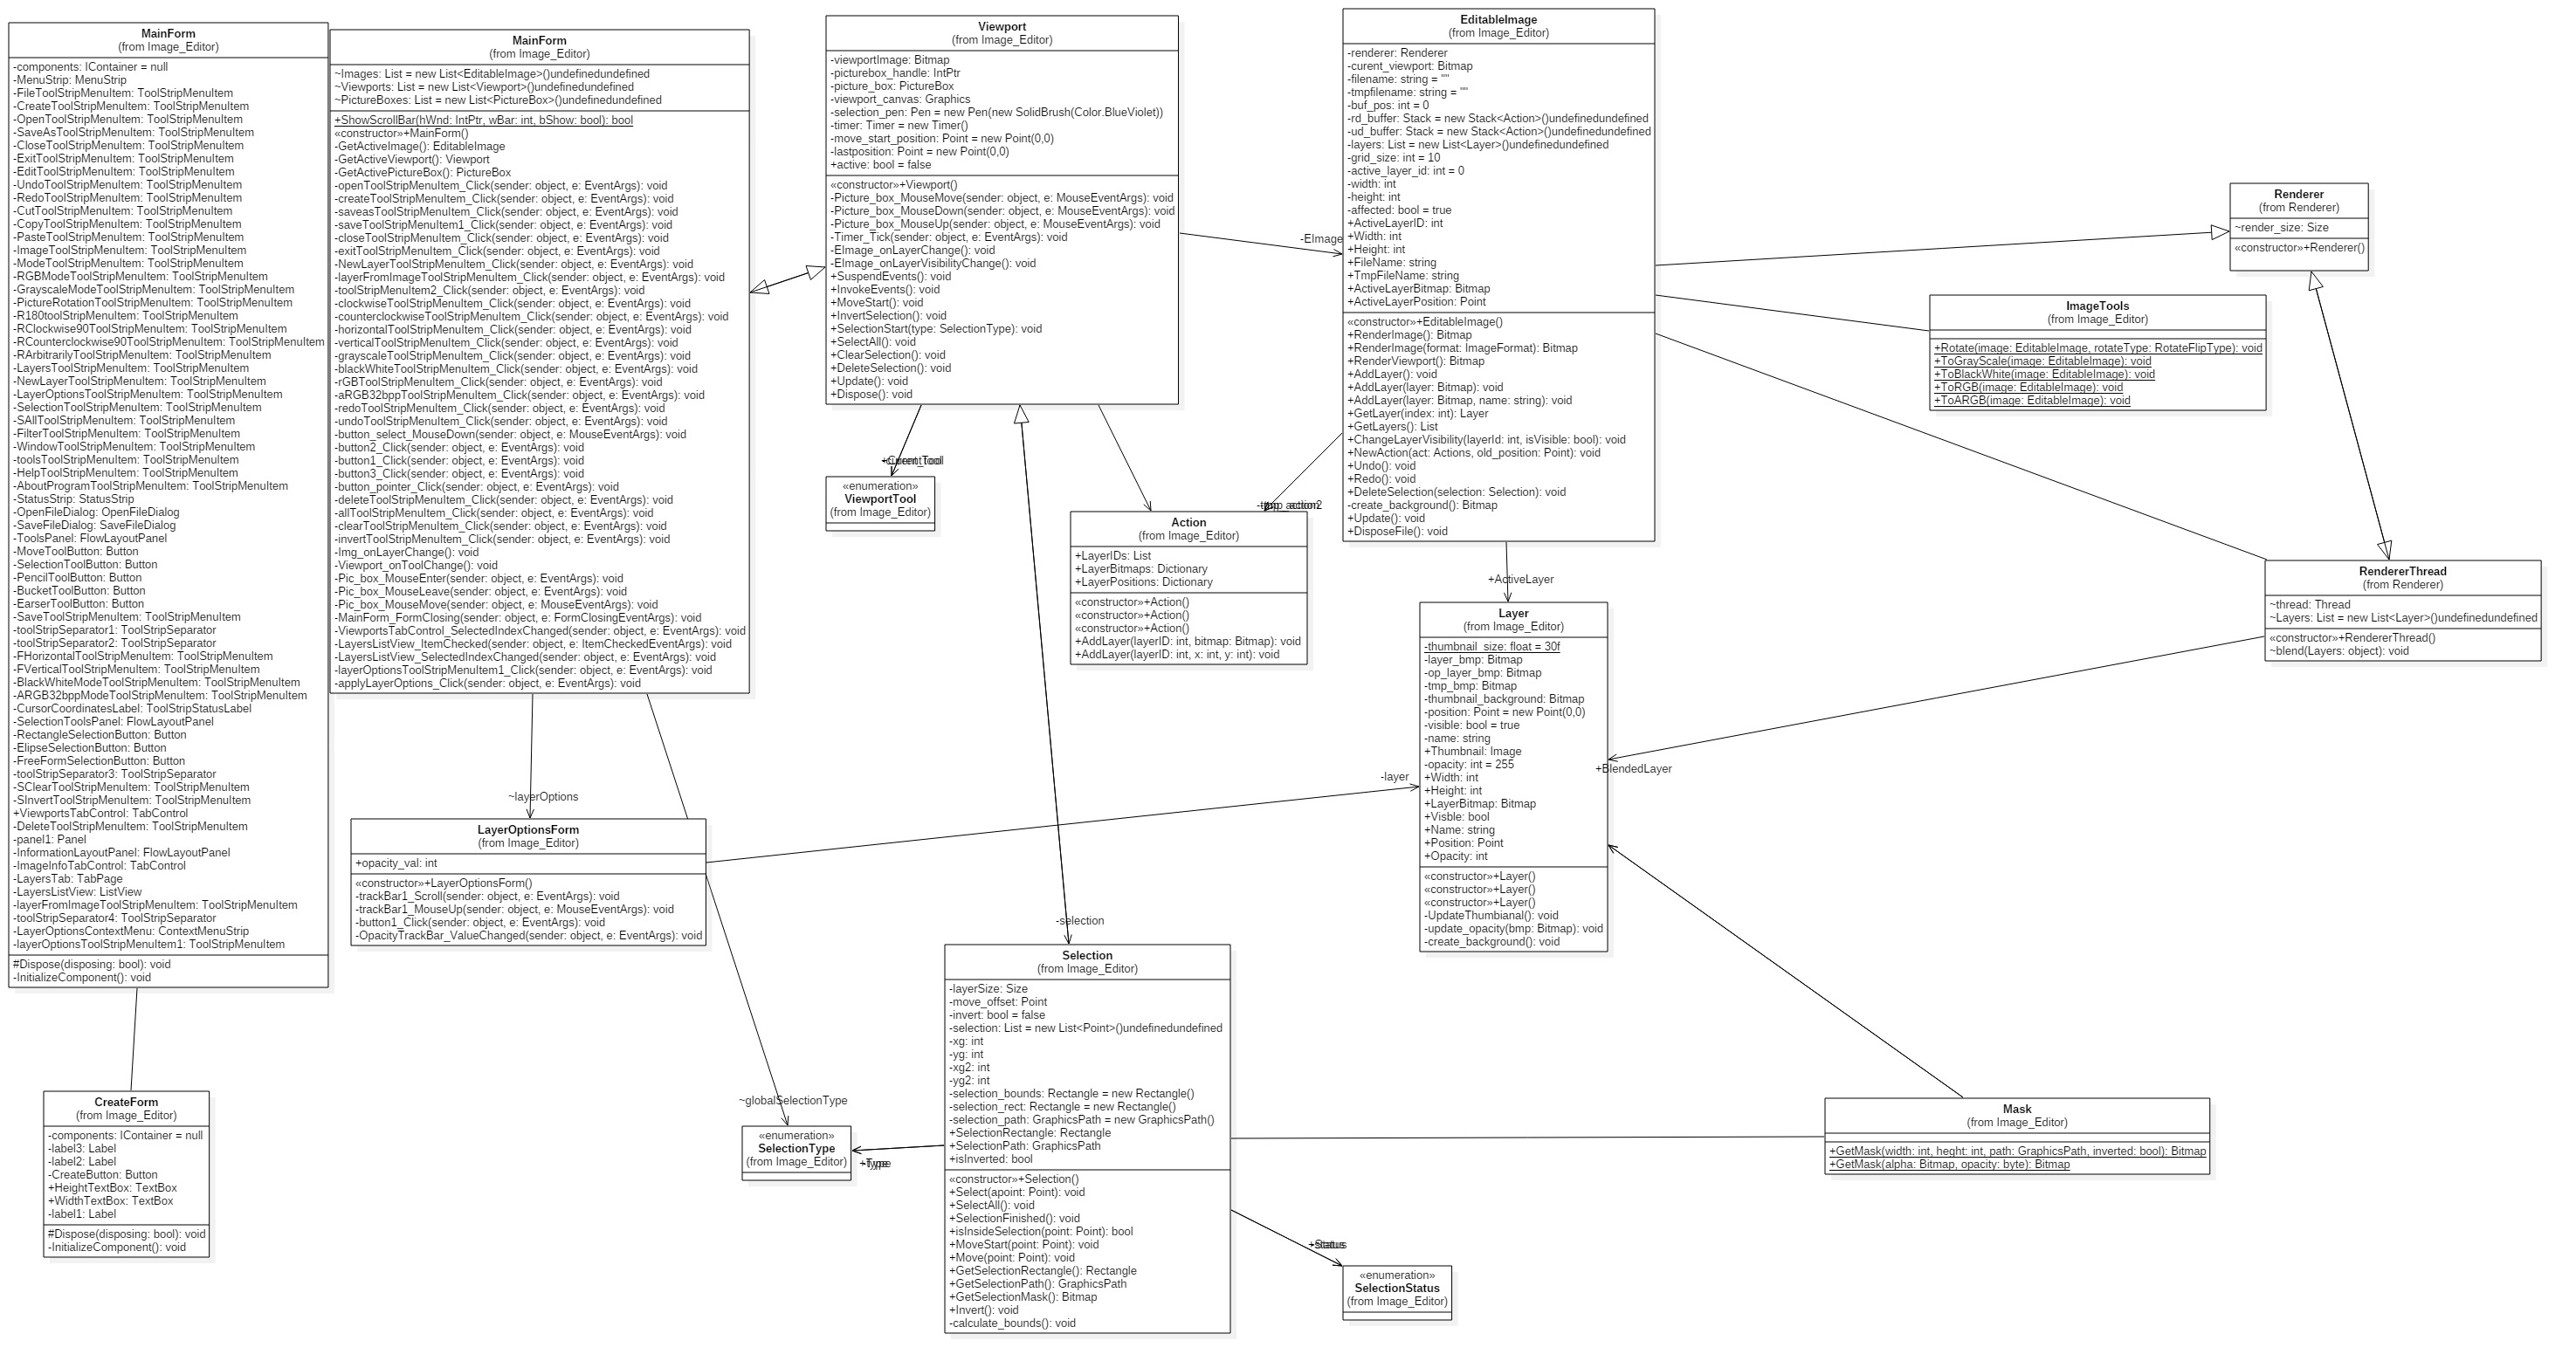 MainForm
(from Image_Editor)
-components: IContainer = null
-MenuStrip: MenuStrip
-FileToolStripMenuItem: ToolStripMenuItem
-CreateToolStripMenuItem: ToolStripMenuItem
-OpenToolStripMenuItem: ToolStripMenuItem
-SaveAsToolStripMenuItem: ToolStripMenuItem
-CloseToolStripMenuItem: ToolStripMenuItem
-ExitToolStripMenuItem: ToolStripMenuItem
-EditToolStripMenuItem: ToolStripMenuItem
-UndoToolStripMenuItem: ToolStripMenuItem
-RedoToolStripMenuItem: ToolStripMenuItem
-CutToolStripMenuItem: ToolStripMenuItem
-CopyToolStripMenuItem: ToolStripMenuItem
-PasteToolStripMenuItem: ToolStripMenuItem
-ImageToolStripMenuItem: ToolStripMenuItem
-ModeToolStripMenuItem: ToolStripMenuItem
-RGBModeToolStripMenuItem: ToolStripMenuItem
-GrayscaleModeToolStripMenuItem: ToolStripMenuItem
-PictureRotationToolStripMenuItem: ToolStripMenuItem
-R180toolStripMenuItem: ToolStripMenuItem
-RClockwise90ToolStripMenuItem: ToolStripMenuItem
-RCounterclockwise90ToolStripMenuItem: ToolStripMenuItem
-RArbitrarilyToolStripMenuItem: ToolStripMenuItem
-LayersToolStripMenuItem: ToolStripMenuItem
-NewLayerToolStripMenuItem: ToolStripMenuItem
-LayerOptionsToolStripMenuItem: ToolStripMenuItem
-SelectionToolStripMenuItem: ToolStripMenuItem
-SAllToolStripMenuItem: ToolStripMenuItem
-FilterToolStripMenuItem: ToolStripMenuItem
-WindowToolStripMenuItem: ToolStripMenuItem
-toolsToolStripMenuItem: ToolStripMenuItem
-HelpToolStripMenuItem: ToolStripMenuItem
-AboutProgramToolStripMenuItem: ToolStripMenuItem
-StatusStrip: StatusStrip
-OpenFileDialog: OpenFileDialog
-SaveFileDialog: SaveFileDialog
-ToolsPanel: FlowLayoutPanel
-MoveToolButton: Button
-SelectionToolButton: Button
-PencilToolButton: Button
-BucketToolButton: Button
-EarserToolButton: Button
-SaveToolStripMenuItem: ToolStripMenuItem
-toolStripSeparator1: ToolStripSeparator
-toolStripSeparator2: ToolStripSeparator
-FHorizontalToolStripMenuItem: ToolStripMenuItem
-FVerticalToolStripMenuItem: ToolStripMenuItem
-BlackWhiteModeToolStripMenuItem: ToolStripMenuItem
-ARGB32bppModeToolStripMenuItem: ToolStripMenuItem
-CursorCoordinatesLabel: ToolStripStatusLabel
-SelectionToolsPanel: FlowLayoutPanel
-RectangleSelectionButton: Button
-ElipseSelectionButton: Button
-FreeFormSelectionButton: Button
-toolStripSeparator3: ToolStripSeparator
-SClearToolStripMenuItem: ToolStripMenuItem
-SInvertToolStripMenuItem: ToolStripMenuItem
+ViewportsTabControl: TabControl
-DeleteToolStripMenuItem: ToolStripMenuItem
-panel1: Panel
-InformationLayoutPanel: FlowLayoutPanel
-ImageInfoTabControl: TabControl
-LayersTab: TabPage
-LayersListView: ListView
-layerFromImageToolStripMenuItem: ToolStripMenuItem
-toolStripSeparator4: ToolStripSeparator
-LayerOptionsContextMenu: ContextMenuStrip
-layerOptionsToolStripMenuItem1: ToolStripMenuItem
#Dispose(disposing: bool): void
-InitializeComponent(): void
MainForm
(from Image_Editor)
~Images: List = new List<EditableImage>()undefinedundefined
~Viewports: List = new List<Viewport>()undefinedundefined
~PictureBoxes: List = new List<PictureBox>()undefinedundefined
+ShowScrollBar(hWnd: IntPtr, wBar: int, bShow: bool): bool
«constructor»+MainForm()
-GetActiveImage(): EditableImage
-GetActiveViewport(): Viewport
-GetActivePictureBox(): PictureBox
-openToolStripMenuItem_Click(sender: object, e: EventArgs): void
-createToolStripMenuItem_Click(sender: object, e: EventArgs): void
-saveasToolStripMenuItem_Click(sender: object, e: EventArgs): void
-saveToolStripMenuItem1_Click(sender: object, e: EventArgs): void
-closeToolStripMenuItem_Click(sender: object, e: EventArgs): void
-exitToolStripMenuItem_Click(sender: object, e: EventArgs): void
-NewLayerToolStripMenuItem_Click(sender: object, e: EventArgs): void
-layerFromImageToolStripMenuItem_Click(sender: object, e: EventArgs): void
-toolStripMenuItem2_Click(sender: object, e: EventArgs): void
-clockwiseToolStripMenuItem_Click(sender: object, e: EventArgs): void
-counterclockwiseToolStripMenuItem_Click(sender: object, e: EventArgs): void
-horizontalToolStripMenuItem_Click(sender: object, e: EventArgs): void
-verticalToolStripMenuItem_Click(sender: object, e: EventArgs): void
-grayscaleToolStripMenuItem_Click(sender: object, e: EventArgs): void
-blackWhiteToolStripMenuItem_Click(sender: object, e: EventArgs): void
-rGBToolStripMenuItem_Click(sender: object, e: EventArgs): void
-aRGB32bppToolStripMenuItem_Click(sender: object, e: EventArgs): void
-redoToolStripMenuItem_Click(sender: object, e: EventArgs): void
-undoToolStripMenuItem_Click(sender: object, e: EventArgs): void
-button_select_MouseDown(sender: object, e: MouseEventArgs): void
-button2_Click(sender: object, e: EventArgs): void
-button1_Click(sender: object, e: EventArgs): void
-button3_Click(sender: object, e: EventArgs): void
-button_pointer_Click(sender: object, e: EventArgs): void
-deleteToolStripMenuItem_Click(sender: object, e: EventArgs): void
-allToolStripMenuItem_Click(sender: object, e: EventArgs): void
-clearToolStripMenuItem_Click(sender: object, e: EventArgs): void
-invertToolStripMenuItem_Click(sender: object, e: EventArgs): void
-Img_onLayerChange(): void
-Viewport_onToolChange(): void
-Pic_box_MouseEnter(sender: object, e: EventArgs): void
-Pic_box_MouseLeave(sender: object, e: EventArgs): void
-Pic_box_MouseMove(sender: object, e: MouseEventArgs): void
-MainForm_FormClosing(sender: object, e: FormClosingEventArgs): void
-ViewportsTabControl_SelectedIndexChanged(sender: object, e: EventArgs): void
-LayersListView_ItemChecked(sender: object, e: ItemCheckedEventArgs): void
-LayersListView_SelectedIndexChanged(sender: object, e: EventArgs): void
-layerOptionsToolStripMenuItem1_Click(sender: object, e: EventArgs): void
-applyLayerOptions_Click(sender: object, e: EventArgs): void
Viewport
(from Image_Editor)
-viewportImage: Bitmap
-picturebox_handle: IntPtr
-picture_box: PictureBox
-viewport_canvas: Graphics
-selection_pen: Pen = new Pen(new SolidBrush(Color.BlueViolet))
-timer: Timer = new Timer()
-move_start_position: Point = new Point(0,0)
-lastposition: Point = new Point(0,0)
+active: bool = false
«constructor»+Viewport()
-Picture_box_MouseMove(sender: object, e: MouseEventArgs): void
-Picture_box_MouseDown(sender: object, e: MouseEventArgs): void
-Picture_box_MouseUp(sender: object, e: MouseEventArgs): void
-Timer_Tick(sender: object, e: EventArgs): void
-EImage_onLayerChange(): void
-EImage_onLayerVisibilityChange(): void
+SuspendEvents(): void
+InvokeEvents(): void
+MoveStart(): void
+InvertSelection(): void
+SelectionStart(type: SelectionType): void
+SelectAll(): void
+ClearSelection(): void
+DeleteSelection(): void
+Update(): void
+Dispose(): void
-EImage
EditableImage
(from Image_Editor)
-renderer: Renderer
-curent_viewport: Bitmap
-filename: string = ""
-tmpfilename: string = ""
-buf_pos: int = 0
-rd_buffer: Stack = new Stack<Action>()undefinedundefined
-ud_buffer: Stack = new Stack<Action>()undefinedundefined
-layers: List = new List<Layer>()undefinedundefined
-grid_size: int = 10
-active_layer_id: int = 0
-width: int
-height: int
-affected: bool = true
+ActiveLayerID: int
+Width: int
+Height: int
+FileName: string
+TmpFileName: string
+ActiveLayerBitmap: Bitmap
+ActiveLayerPosition: Point
«constructor»+EditableImage()
+RenderImage(): Bitmap
+RenderImage(format: ImageFormat): Bitmap
+RenderViewport(): Bitmap
+AddLayer(): void
+AddLayer(layer: Bitmap): void
+AddLayer(layer: Bitmap, name: string): void
+GetLayer(index: int): Layer
+GetLayers(): List
+ChangeLayerVisibility(layerId: int, isVisible: bool): void
+NewAction(act: Actions, old_position: Point): void
+Undo(): void
+Redo(): void
+DeleteSelection(selection: Selection): void
-create_background(): Bitmap
+Update(): void
+DisposeFile(): void
Renderer
(from Renderer)
~render_size: Size
«constructor»+Renderer()
ImageTools
(from Image_Editor)
+Rotate(image: EditableImage, rotateType: RotateFlipType): void
+ToGrayScale(image: EditableImage): void
+ToBlackWhite(image: EditableImage): void
+ToRGB(image: EditableImage): void
+ToARGB(image: EditableImage): void
«enumeration»
ViewportTool
(from Image_Editor)
Action
(from Image_Editor)
+LayerIDs: List
+LayerBitmaps: Dictionary
+LayerPositions: Dictionary
«constructor»+Action()
«constructor»+Action()
«constructor»+Action()
+AddLayer(layerID: int, bitmap: Bitmap): void
+AddLayer(layerID: int, x: int, y: int): void
+ActiveLayer
RendererThread
(from Renderer)
~thread: Thread
~Layers: List = new List<Layer>()undefinedundefined
«constructor»+RendererThread()
~blend(Layers: object): void
Layer
(from Image_Editor)
-thumbnail_size: float = 30f
-layer_bmp: Bitmap
-op_layer_bmp: Bitmap
-tmp_bmp: Bitmap
-thumbnail_background: Bitmap
-position: Point = new Point(0,0)
-visible: bool = true
-name: string
+Thumbnail: Image
-opacity: int = 255
+Width: int
+Height: int
+LayerBitmap: Bitmap
+Visble: bool
+Name: string
+Position: Point
+Opacity: int
«constructor»+Layer()
«constructor»+Layer()
«constructor»+Layer()
-UpdateThumbianal(): void
-update_opacity(bmp: Bitmap): void
-create_background(): void
+BlendedLayer
-layer
~layerOptions
LayerOptionsForm
(from Image_Editor)
+opacity_val: int
«constructor»+LayerOptionsForm()
-trackBar1_Scroll(sender: object, e: EventArgs): void
-trackBar1_MouseUp(sender: object, e: MouseEventArgs): void
-button1_Click(sender: object, e: EventArgs): void
-OpacityTrackBar_ValueChanged(sender: object, e: EventArgs): void
-selection
Selection
(from Image_Editor)
-layerSize: Size
-move_offset: Point
-invert: bool = false
-selection: List = new List<Point>()undefinedundefined
-xg: int
-yg: int
-xg2: int
-yg2: int
-selection_bounds: Rectangle = new Rectangle()
-selection_rect: Rectangle = new Rectangle()
-selection_path: GraphicsPath = new GraphicsPath()
+SelectionRectangle: Rectangle
+SelectionPath: GraphicsPath
+isInverted: bool
«constructor»+Selection()
+Select(apoint: Point): void
+SelectAll(): void
+SelectionFinished(): void
+isInsideSelection(point: Point): bool
+MoveStart(point: Point): void
+Move(point: Point): void
+GetSelectionRectangle(): Rectangle
+GetSelectionPath(): GraphicsPath
+GetSelectionMask(): Bitmap
+Invert(): void
-calculate_bounds(): void
CreateForm
(from Image_Editor)
-components: IContainer = null
-label3: Label
-label2: Label
-CreateButton: Button
+HeightTextBox: TextBox
+WidthTextBox: TextBox
-label1: Label
#Dispose(disposing: bool): void
-InitializeComponent(): void
~globalSelectionType
«enumeration»
SelectionType
(from Image_Editor)
Mask
(from Image_Editor)
+GetMask(width: int, heght: int, path: GraphicsPath, inverted: bool): Bitmap
+GetMask(alpha: Bitmap, opacity: byte): Bitmap
«enumeration»
SelectionStatus
(from Image_Editor)